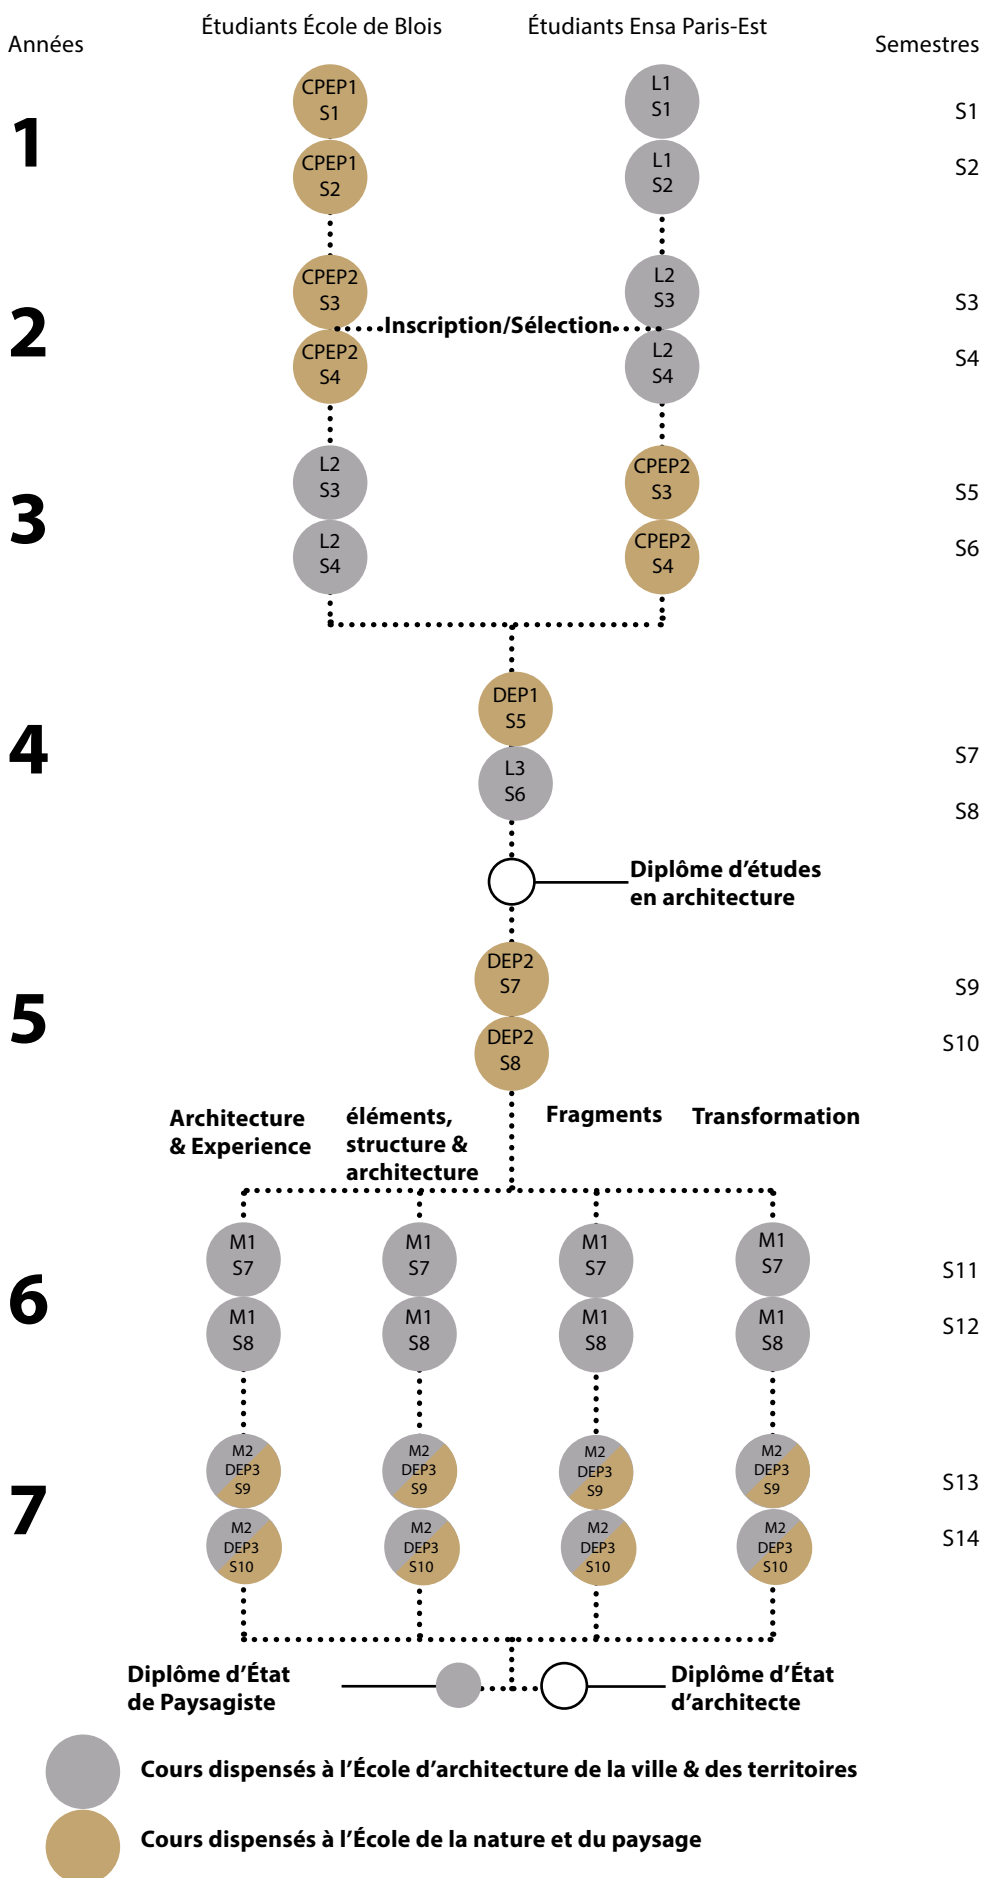 Années
Étudiants École de Blois
Étudiants Ensa Paris-Est
Semestres
1
CPEP1
S1
L1
S1
S1
CPEP1
S2
L1
S2
S2
2
CPEP2
S3
L2
S3
S3
Inscription/Sélection
CPEP2
S4
L2
S4
S4
3
L2
S3
CPEP2
S3
S5
L2
S4
CPEP2
S4
S6
4
DEP1
S5
S7
L3
S6
S8
Diplôme d'études
en architecture
5
DEP2
S7
S9
DEP2
S8
S10
Architecture
& Experience
éléments,
structure &
architecture
Fragments
Transformation
6
M1
S7
M1
S7
M1
S7
M1
S7
S11
M1
S8
M1
S8
M1
S8
M1
S8
S12
7
M2
DEP3
S9
M2
DEP3
S9
M2
DEP3
S9
M2
DEP3
S9
S13
M2
DEP3
S10
M2
DEP3
S10
M2
DEP3
S10
M2
DEP3
S10
S14
Diplôme d'État
de Paysagiste
Diplôme d'État
d'architecte
Cours dispensés à l'École d'architecture de la ville & des territoires
Cours dispensés à l'École de la nature et du paysage